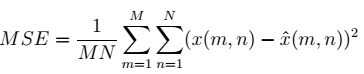 $MSE = \frac{1}{MN} \sum_{m=1}^{M} \sum_{n=1}^{N} (x(m,n) - \hat{x}(m,n))^2$